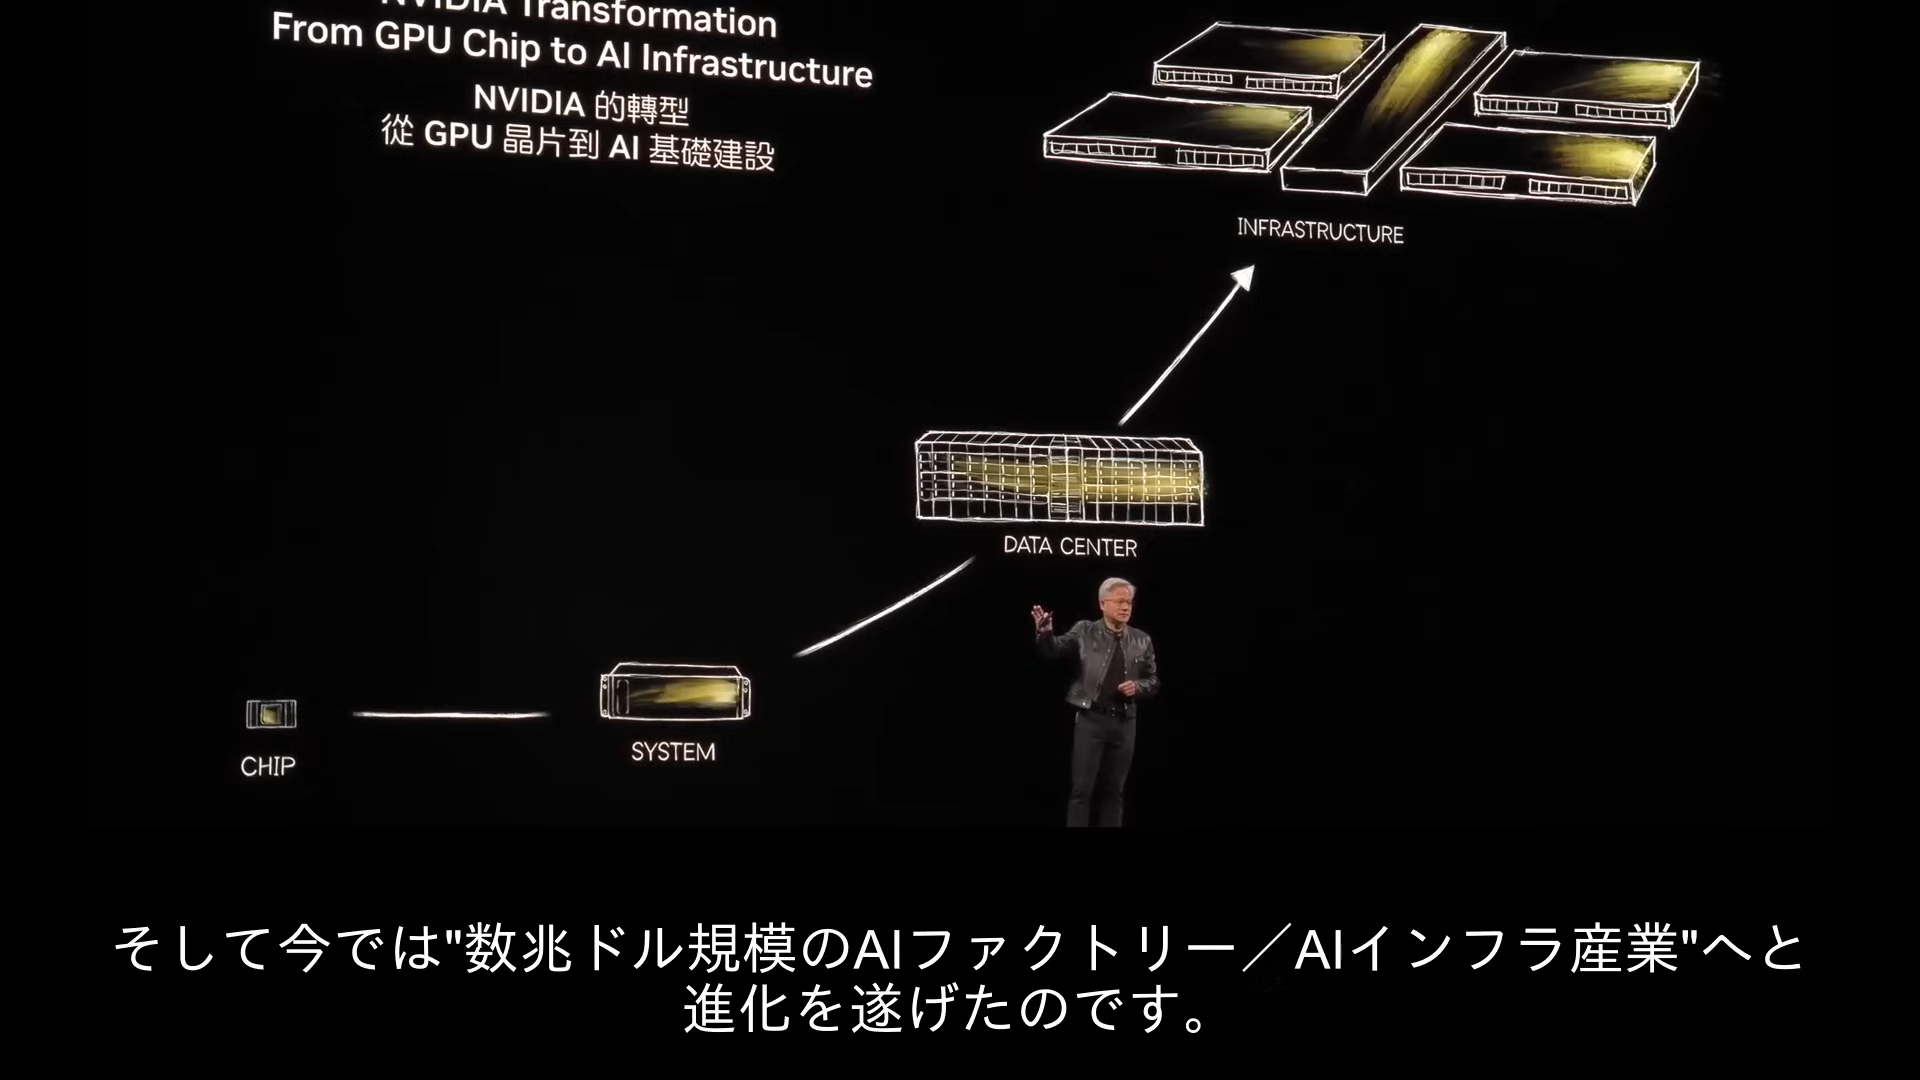 NVIDIA Transformation
From GPU Chip to AI Infrastructure
NVIDIA 的轉型
從 GPU 晶片到 AI 基礎建設
INFRASTRUCTURE
DATA CENTER
SYSTEM
CHIP
そして今では"数兆ドル規模のAIファクトリー／AIインフラ産業"へと
進化を遂げたのです。